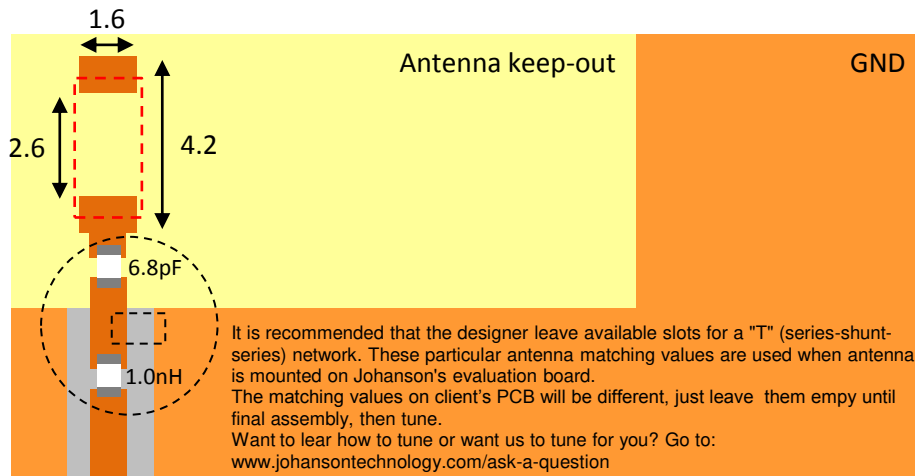 1.6
Antenna keep-out
GND
2.6
4.2
6.8pF
1.0nH
It is recommended that the designer leave available slots for a "T" (series-shunt-
series) network. These particular antenna matching values are used when antenna
is mounted on Johanson's evaluation board.
The matching values on client's PCB will be different, just leave them empy until
final assembly, then tune.
Want to lear how to tune or want us to tune for you? Go to:
www.johansontechnology.com/ask-a-question